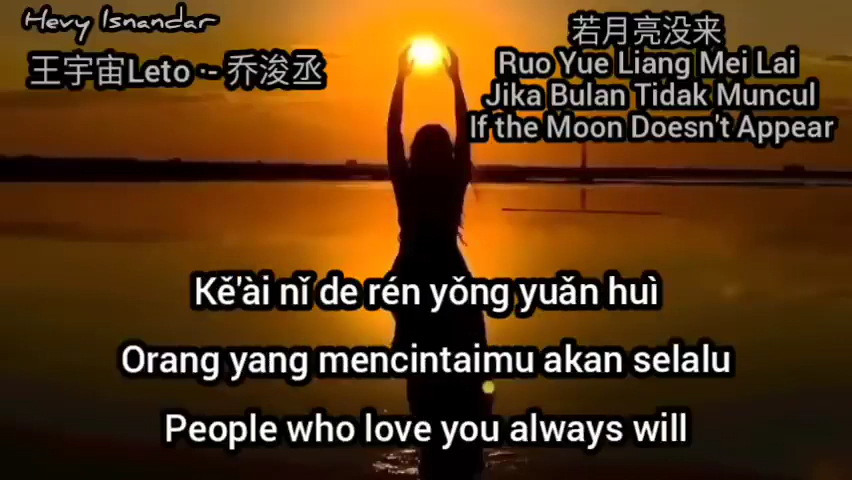 Hevy Isnandar
王宇宙Leto -- 乔浚丞
若月亮没来
Ruo Yue Liang Mei Lai
Jika Bulan Tidak Muncul
If the Moon Doesn't Appear
Kě'ài nǐ de rén yǒng yuǎn huì
Orang yang mencintaimu akan selalu
People who love you always will